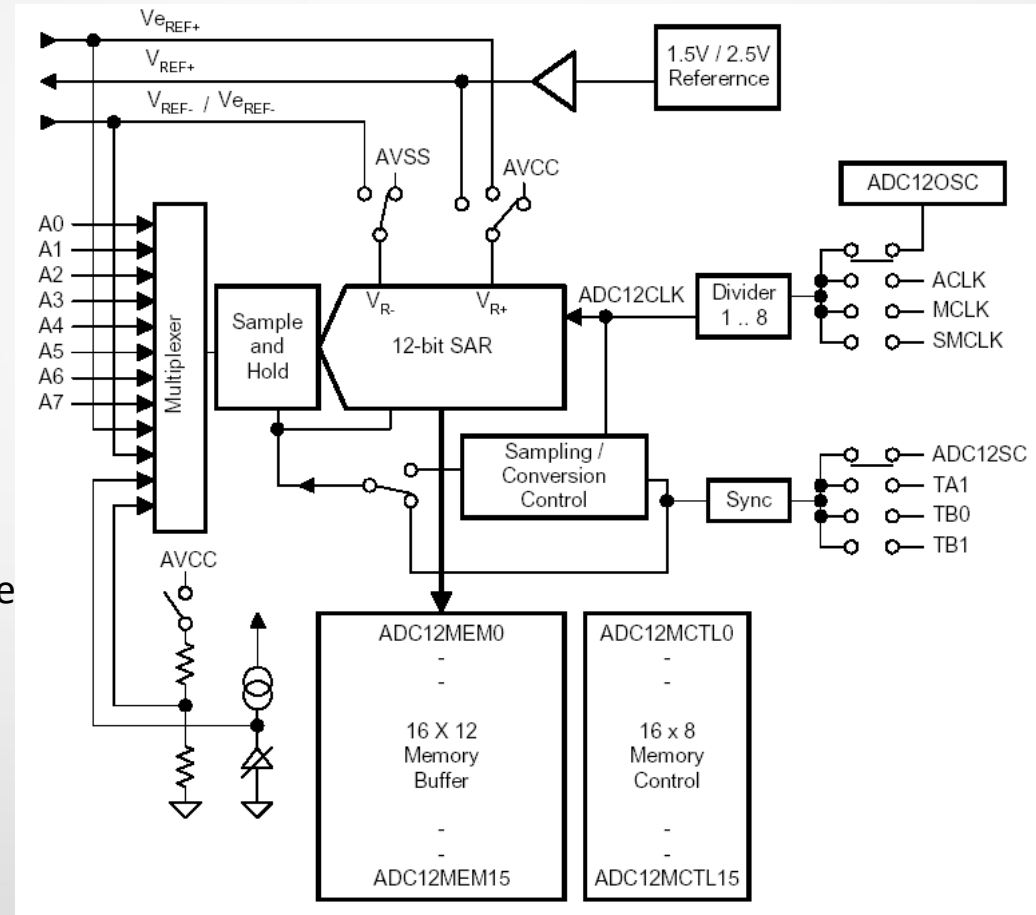 VeREF+
VREF+
VREF- / VeREF-
1.5V / 2.5V
Referernce
AVSS
AVCC
ADC12OSC
A0
A1
A2
A3
A4
A5
A6
A7
Multiplexer
Sample
and
Hold
VR-
VR+
12-bit SAR
ADC12CLK
Divider
1 .. 8
ACLK
MCLK
SMCLK
Sampling /
Conversion
Control
Sync
ADC12SC
TA1
TB0
TB1
AVCC
e
ADC12MEM0
-
-
16 X 12
Memory
Buffer
-
-
ADC12MEM15
ADC12MCTL0
-
-
16 x 8
Memory
Control
-
-
ADC12MCTL15